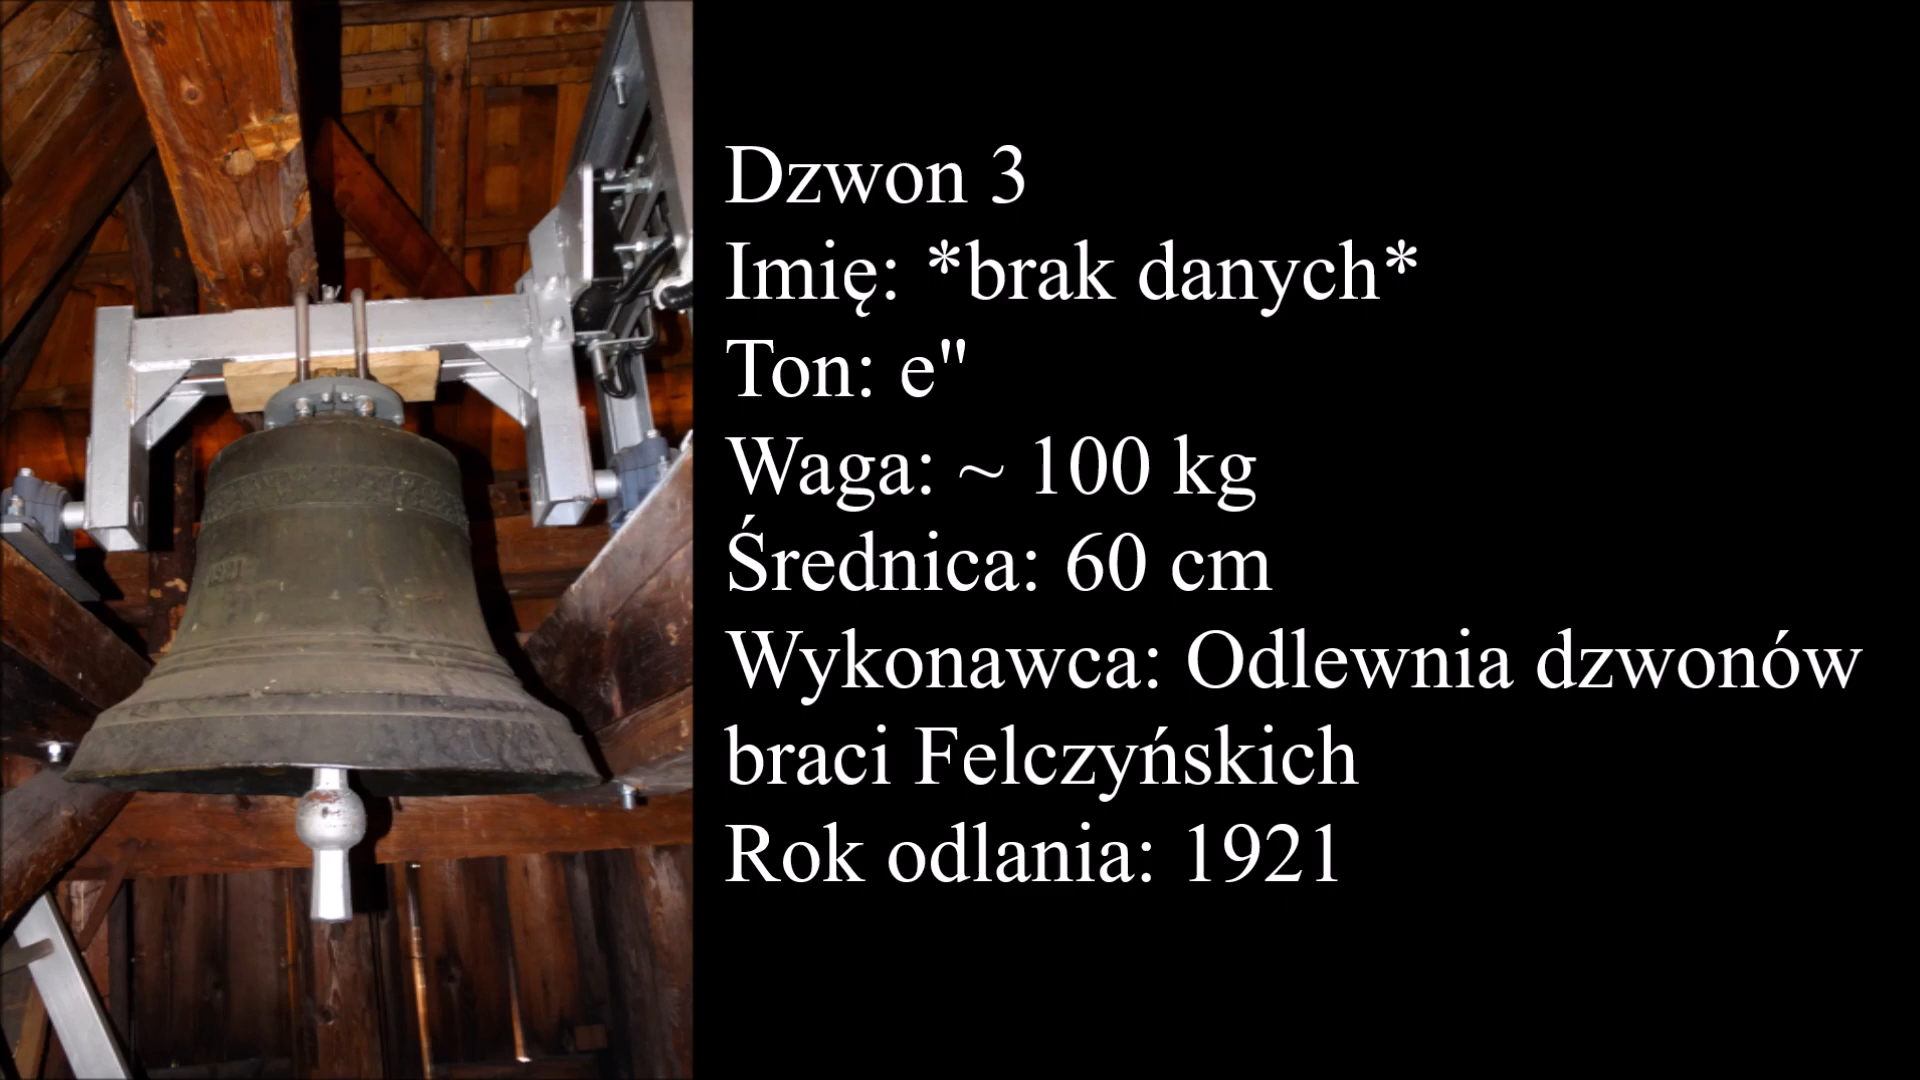 Dzwon 3
Imię: *brak danych*
Ton: e"
Waga: ~ 100 kg
Średnica: 60 cm
Wykonawca: Odlewnia dzwonów
braci Felczyńskich
Rok odlania: 1921